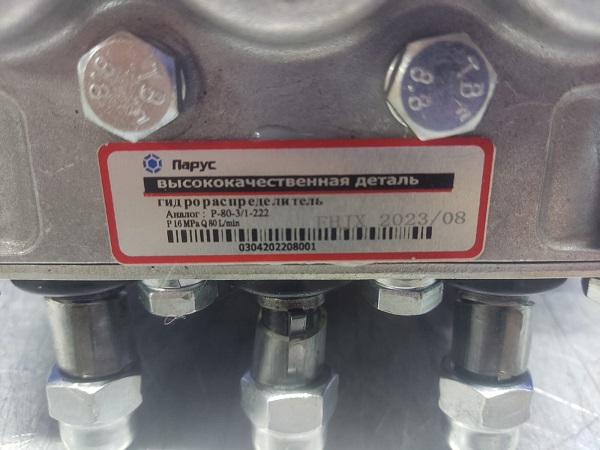 Парус
высококачественная деталь
гидрораспределитель
Аналог : Р-80-3/1-222
FHJX 2023/08
P 16 MPa Q 80 L/min
0304202208001
8.8
8.8